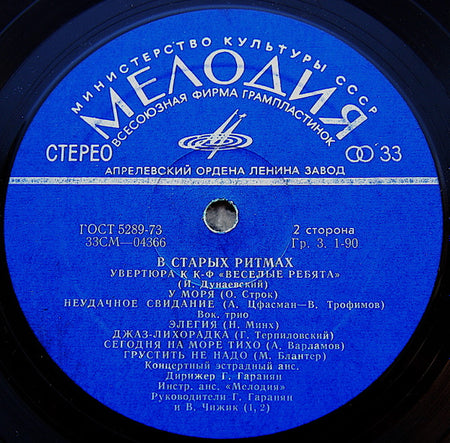 МИНИСТЕРСТВО КУЛЬТУРЫ СССР
МЕЛОДИЯ
ВСЕСОЮЗНАЯ ФИРМА ГРАМПЛАСТИНОК
СТЕРЕО
33
АПРЕЛЕВСКИЙ ОРДЕНА ЛЕНИНА ЗАВОД
ГОСТ 5289-73
33СМ—04366
2 сторона
Гр. 3. 1-90
В СТАРЫХ РИТМАХ
УВЕРТЮРА К К-Ф «ВЕСЕЛЫЕ РЕБЯТА»
(И. Дунаевский)
У МОРЯ (О. Строк)
НЕУДАЧНОЕ СВИДАНИЕ (А. Цфасман—В. Трофимов)
Вок. трио
ЭЛЕГИЯ (Н. Минх)
ДЖАЗ-ЛИХОРАДКА (Г. Терпиловский)
СЕГОДНЯ НА МОРЕ ТИХО (А. Варламов)
ГРУСТИТЬ НЕ НАДО (М. Блантер)
Концертный эстрадный анс.
Дирижер Г. Гаранян
Инстр. анс. «Мелодия»
Руководители Г. Гаранян
и В. Чижик (1, 2)